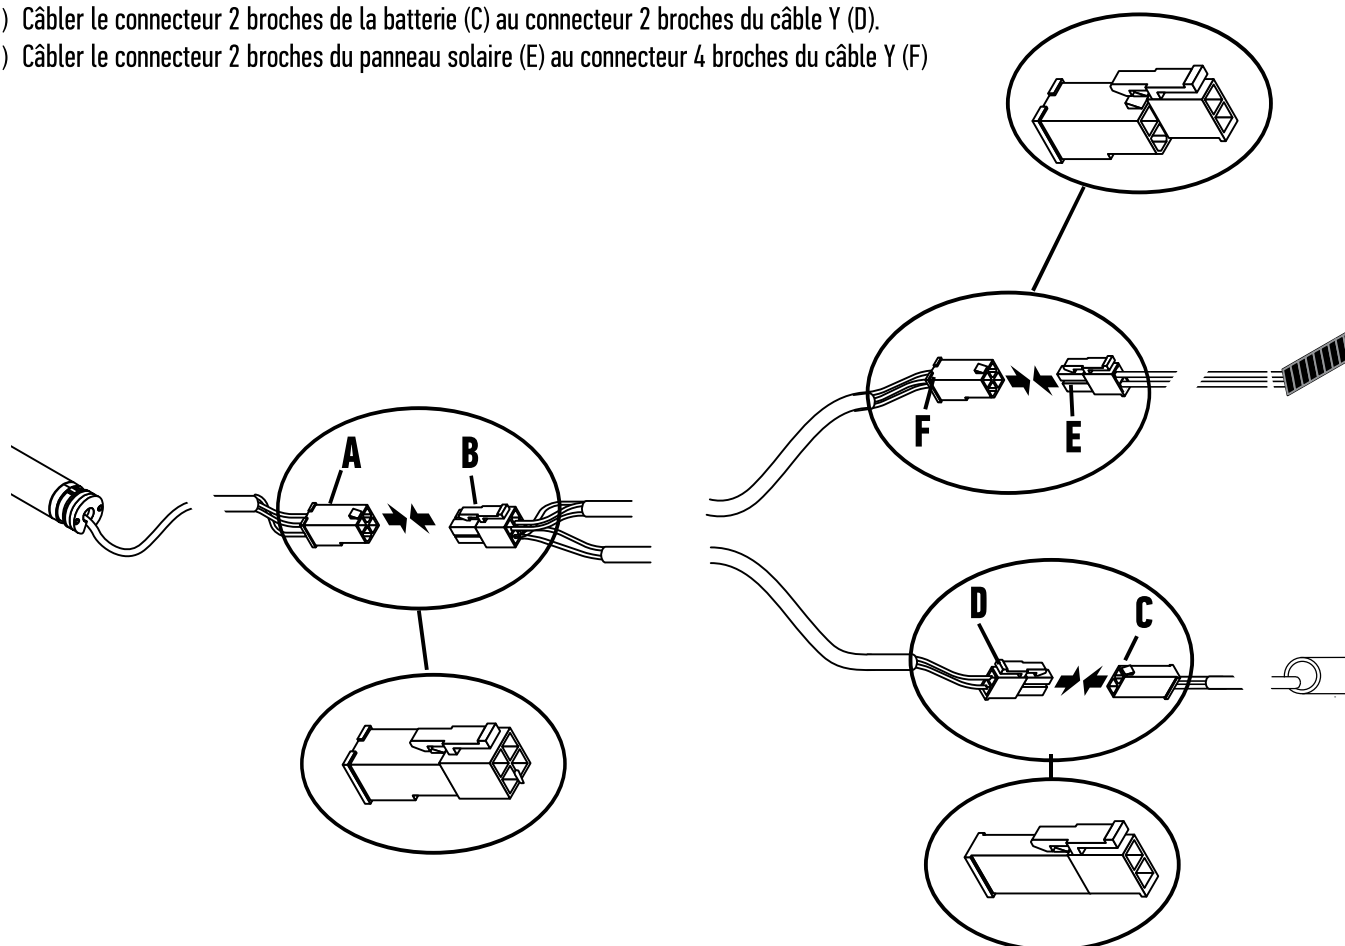 ) Câbler le connecteur 2 broches de la batterie (C) au connecteur 2 broches du câble Y (D).
) Câbler le connecteur 2 broches du panneau solaire (E) au connecteur 4 broches du câble Y (F)
F
E
A
B
D
C